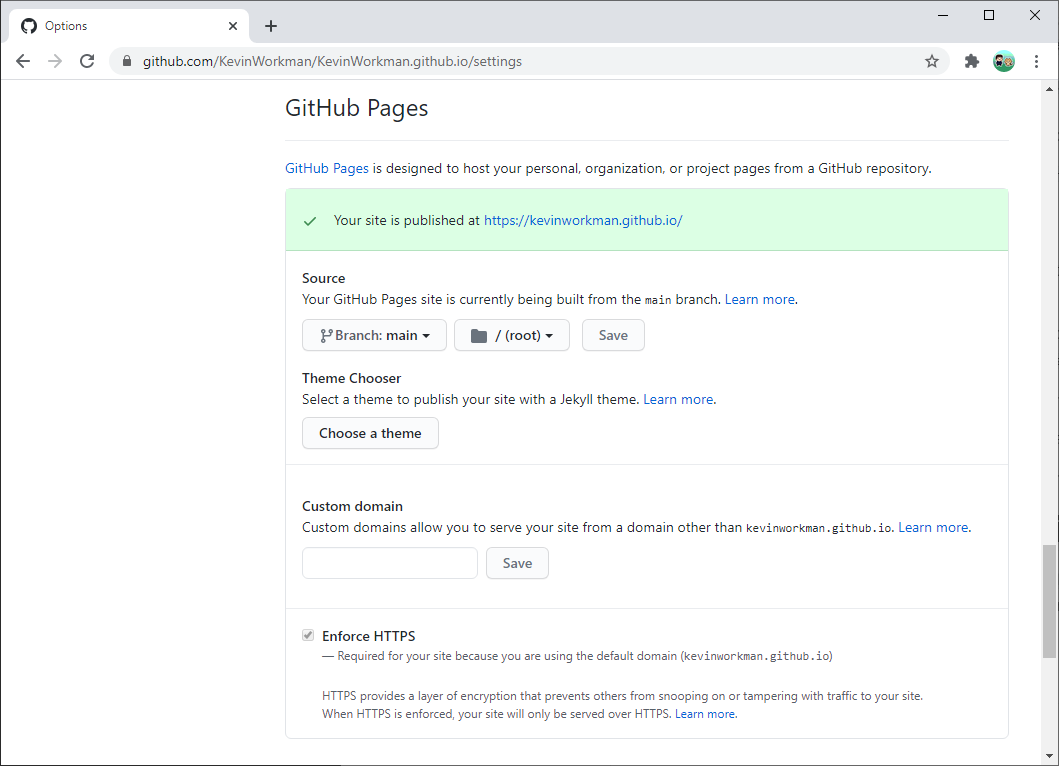 Options
github.com/KevinWorkman/KevinWorkman.github.io/settings
GitHub Pages
GitHub Pages is designed to host your personal, organization, or project pages from a GitHub repository.
Your site is published at https://kevinworkman.github.io/
Source
Your GitHub Pages site is currently being built from the main branch. Learn more.
Branch: main / (root) Save
Theme Chooser
Select a theme to publish your site with a Jekyll theme. Learn more.
Choose a theme
Custom domain
Custom domains allow you to serve your site from a domain other than kevinworkman.github.io. Learn more.
Save
Enforce HTTPS
— Required for your site because you are using the default domain (kevinworkman.github.io)
HTTPS provides a layer of encryption that prevents others from snooping on or tampering with traffic to your site.
When HTTPS is enforced, your site will only be served over HTTPS. Learn more.